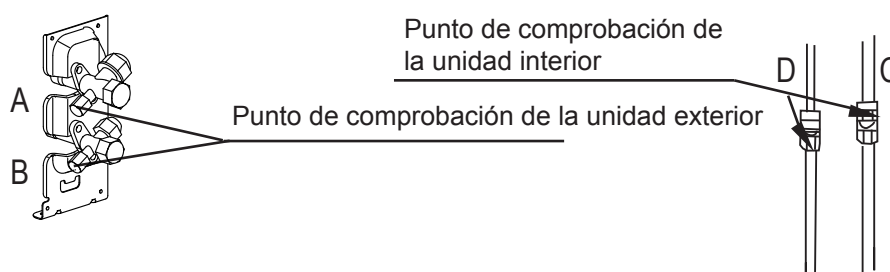 Punto de comprobación de
la unidad interior
D
C
A
Punto de comprobación de la unidad exterior
B